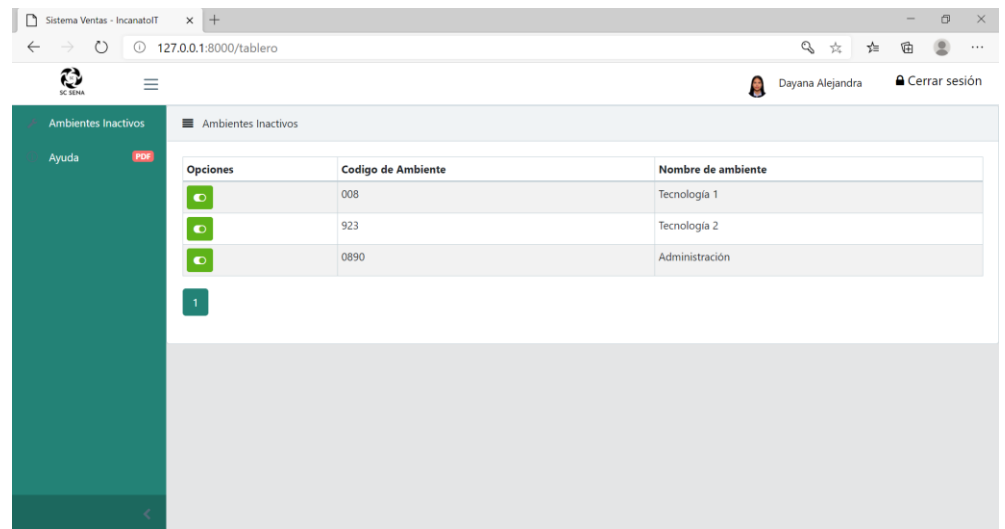 Sistema Ventas - IncanatoIT
127.0.0.1:8000/tablero
SC SENA
Dayana Alejandra
Cerrar sesión
Ambientes Inactivos
Ayuda PDF
Ambientes Inactivos
Opciones Codigo de Ambiente Nombre de ambiente
008 Tecnología 1
923 Tecnología 2
0890 Administración
1